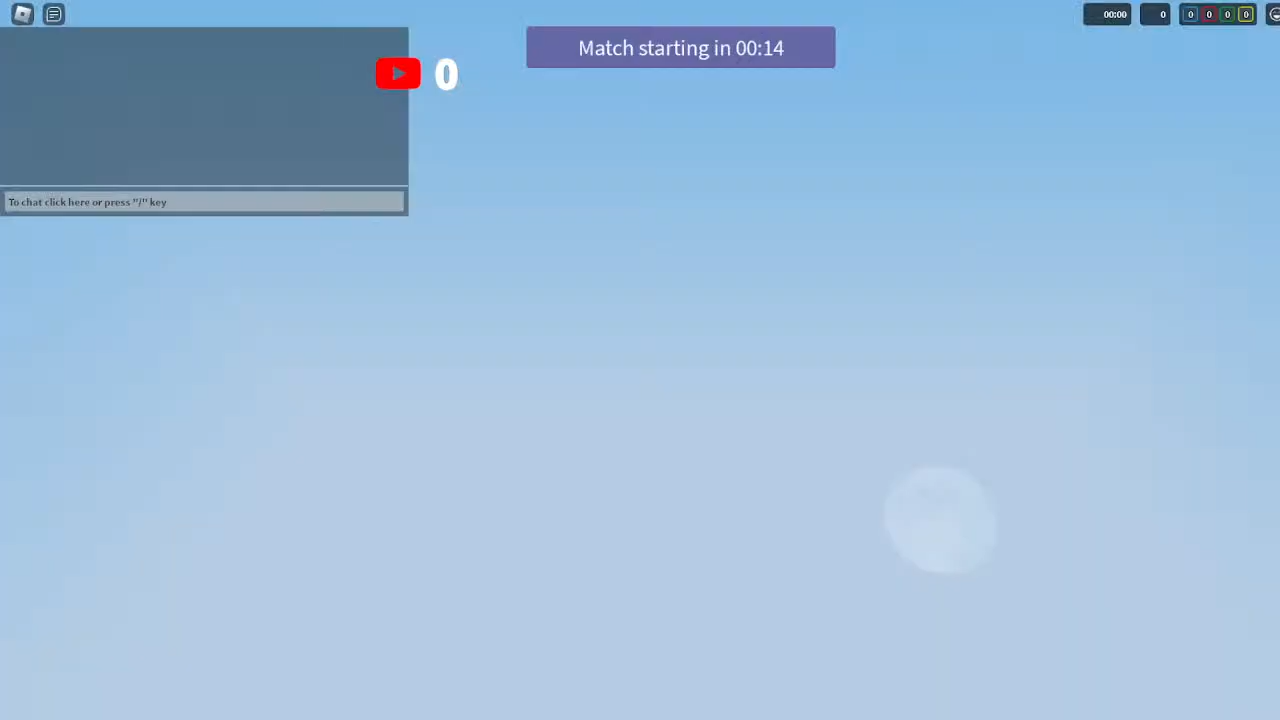 Match starting in 00:14
00:00
0
0 0 0 0
0
To chat click here or press "/" key